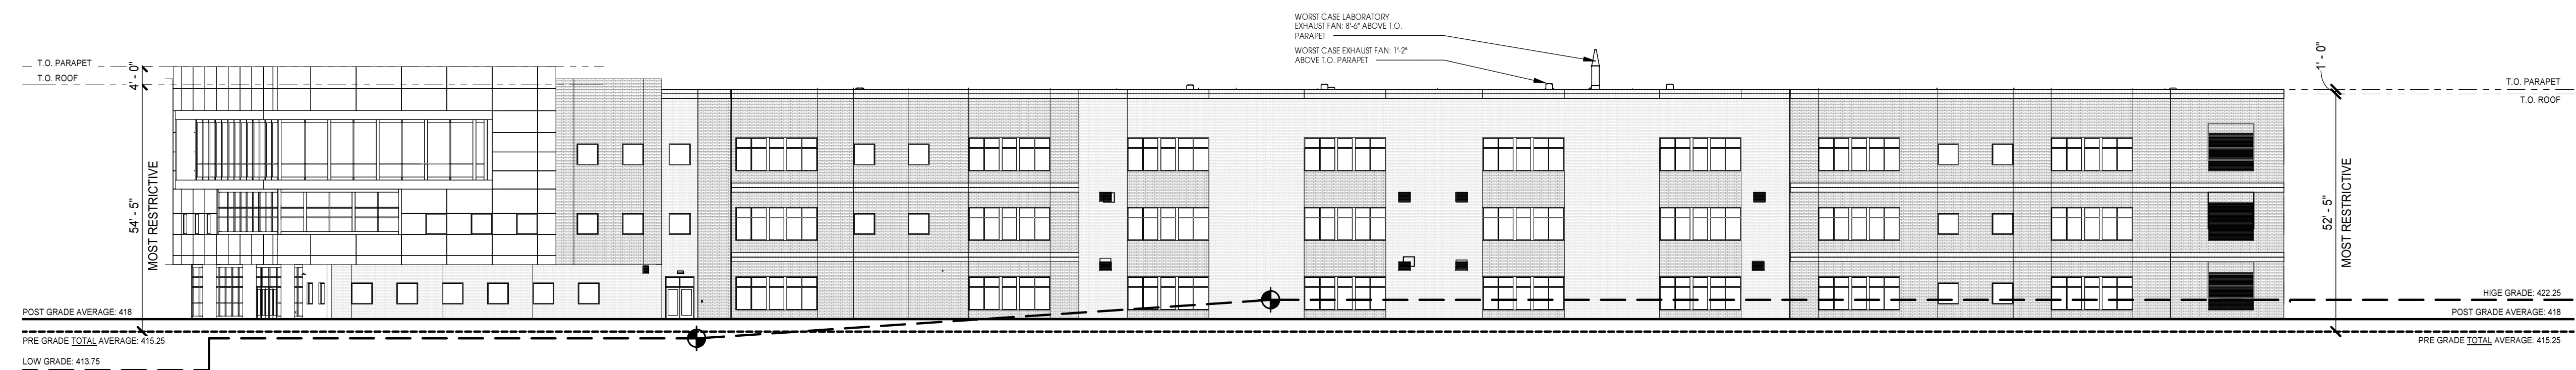 WORST CASE LABORATORY
EXHAUST FAN: 8'-6" ABOVE T.O.
PARAPET
WORST CASE EXHAUST FAN: 1'-2"
ABOVE T.O. PARAPET
T.O. PARAPET
T.O. ROOF
4' - 0"
54' - 5"
MOST RESTRICTIVE
1' - 0"
T.O. PARAPET
T.O. ROOF
52' - 5"
MOST RESTRICTIVE
POST GRADE AVERAGE: 418
PRE GRADE TOTAL AVERAGE: 415.25
LOW GRADE: 413.75
HIGE GRADE: 422.25
POST GRADE AVERAGE: 418
PRE GRADE TOTAL AVERAGE: 415.25